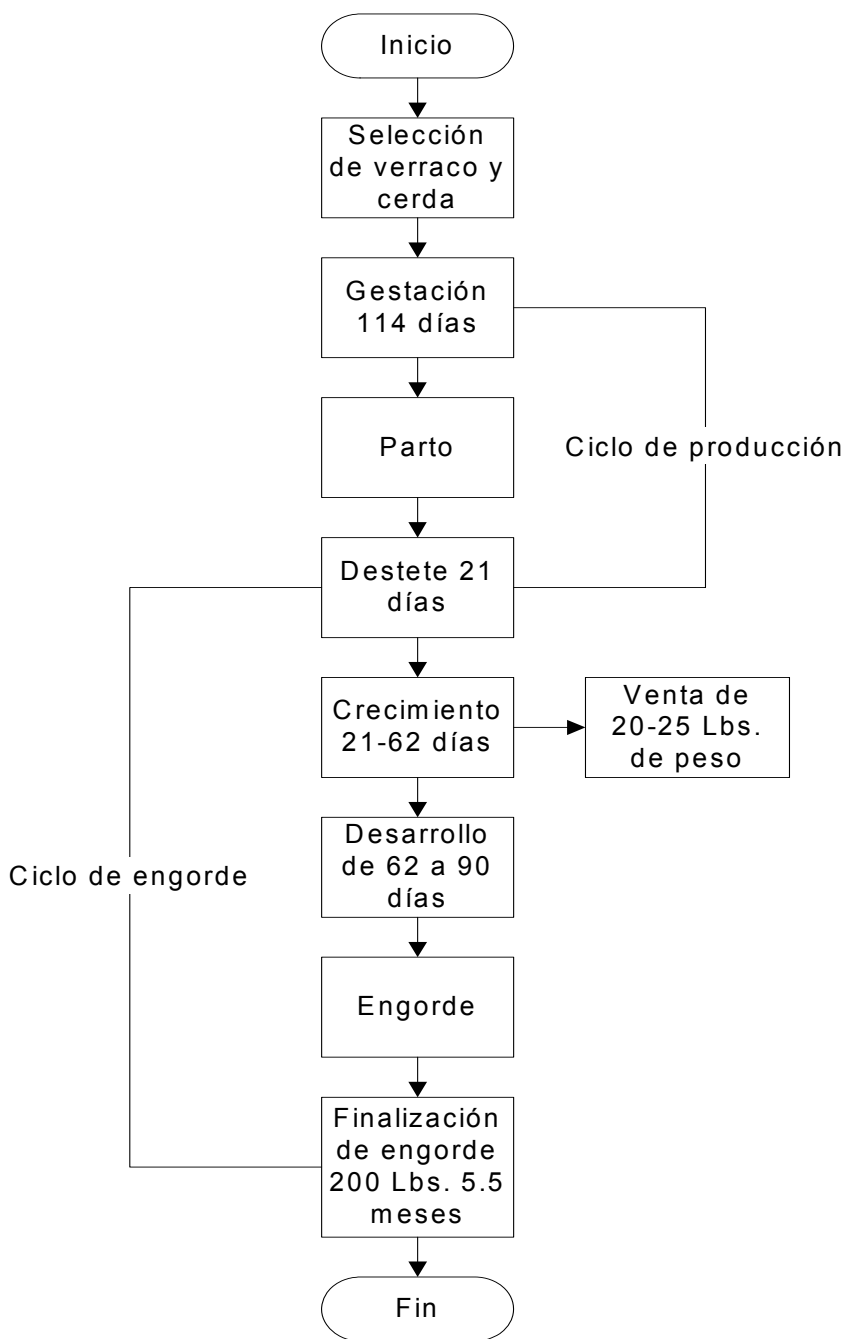 Inicio
Selección
de verraco y
cerda
Gestación
114 días
Parto
Ciclo de producción
Destete 21
días
Crecimiento
21-62 días
Venta de
20-25 Lbs.
de peso
Desarrollo
de 62 a 90
días
Ciclo de engorde
Engorde
Finalización
de engorde
200 Lbs. 5.5
meses
Fin